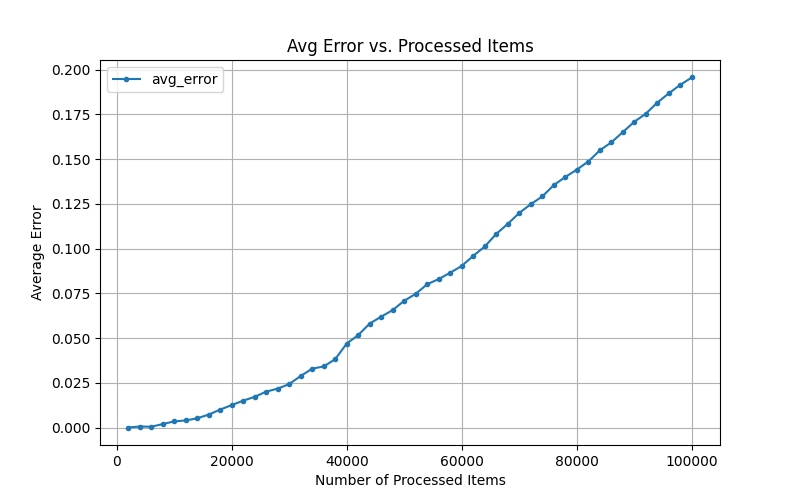 Avg Error vs. Processed Items
avg_error
0.200
0.175
0.150
0.125
0.100
0.075
0.050
0.025
0.000
Average Error
0 20000 40000 60000 80000 100000
Number of Processed Items